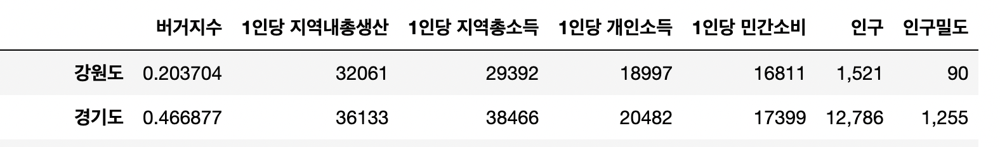 버거지수 1인당 지역내총생산 1인당 지역총소득 1인당 개인소득 1인당 민간소비 인구 인구밀도
강원도 0.203704 32061 29392 18997 16811 1,521 90
경기도 0.466877 36133 38466 20482 17399 12,786 1,255